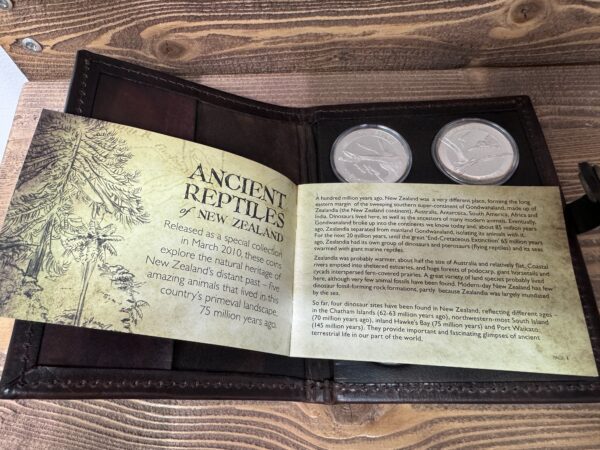 ANCIENT
REPTILES
of NEW ZEALAND
Released as a special collection
in March 2010, these coins
explore the natural heritage of
New Zealand's distant past – five
amazing animals that lived in this
country's primeval landscape,
75 million years ago.
A hundred million years ago, New Zealand was a very different place, forming the long
eastern margin of the sweeping southern super-continent of Gondwanaland, made up of
Zealandia (the New Zealand continent), Australia, Antarctica, South America, Africa and
India. Dinosaurs lived here, as well as the ancestors of many modern animals. Eventually,
Gondwanaland broke up into the continents we know today and, about 85 million years
ago, Zealandia separated from mainland Gondwanaland, isolating its animals with it.
For the next 20 million years, until the great 'End-Cretaceous Extinction' 65 million years
ago, Zealandia had its own group of dinosaurs and pterosaurs (flying reptiles) and its seas
swarmed with giant marine reptiles.
Zealandia was probably warmer, about half the size of Australia and relatively flat. Coastal
rivers emptied into sheltered estuaries, and huge forests of podocarp, giant horsetails and
cycads interspersed fern-covered prairies. A great variety of land species probably lived
here, although very few animal fossils have been found. Modern-day New Zealand has few
dinosaur fossil-forming rock formations, partly because Zealandia was largely inundated
by the sea.
So far, four dinosaur sites have been found in New Zealand, reflecting different ages –
in the Chatham Islands (62-63 million years ago), northwestern-most South Island
(70 million years ago), inland Hawke's Bay (75 million years) and Port Waikato
(145 million years). They provide important and fascinating glimpses of ancient
terrestrial life in our part of the world.
PAGE 1